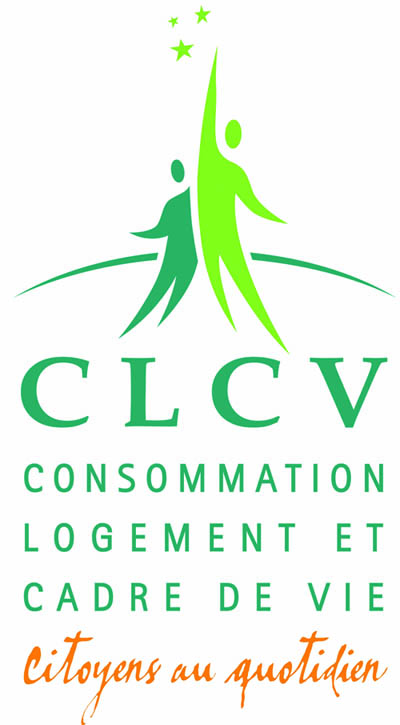 CLCV
CONSOMMATION
LOGEMENT ET
CADRE DE VIE
Citoyens au quotidien